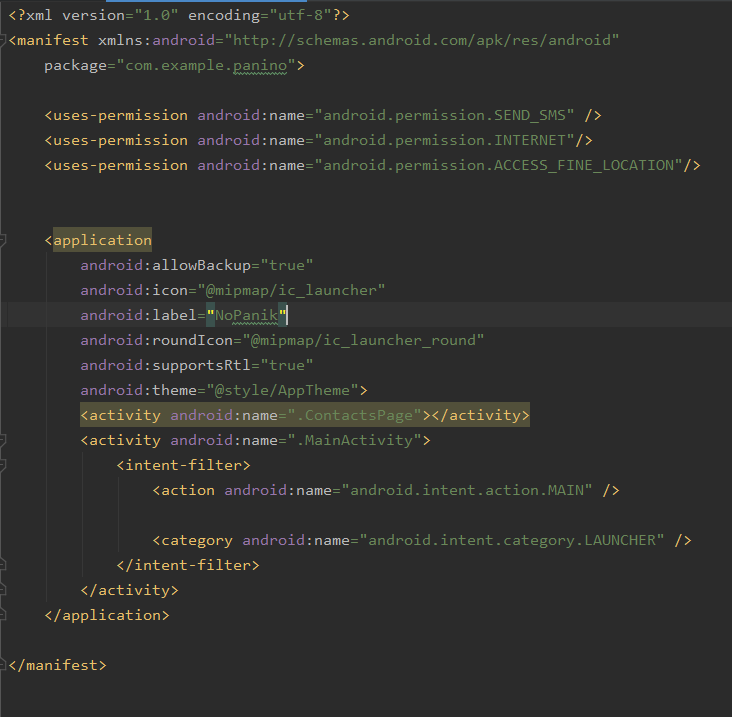 <?xml version="1.0" encoding="utf-8"?>
<manifest xmlns:android="http://schemas.android.com/apk/res/android"
    package="com.example.panino">

    <uses-permission android:name="android.permission.SEND_SMS" />
    <uses-permission android:name="android.permission.INTERNET"/>
    <uses-permission android:name="android.permission.ACCESS_FINE_LOCATION"/>


    <application
        android:allowBackup="true"
        android:icon="@mipmap/ic_launcher"
        android:label="NoPanik"
        android:roundIcon="@mipmap/ic_launcher_round"
        android:supportsRtl="true"
        android:theme="@style/AppTheme">
        <activity android:name=".ContactsPage"></activity>
        <activity android:name=".MainActivity">
            <intent-filter>
                <action android:name="android.intent.action.MAIN" />

                <category android:name="android.intent.category.LAUNCHER" />
            </intent-filter>
        </activity>
    </application>

</manifest>